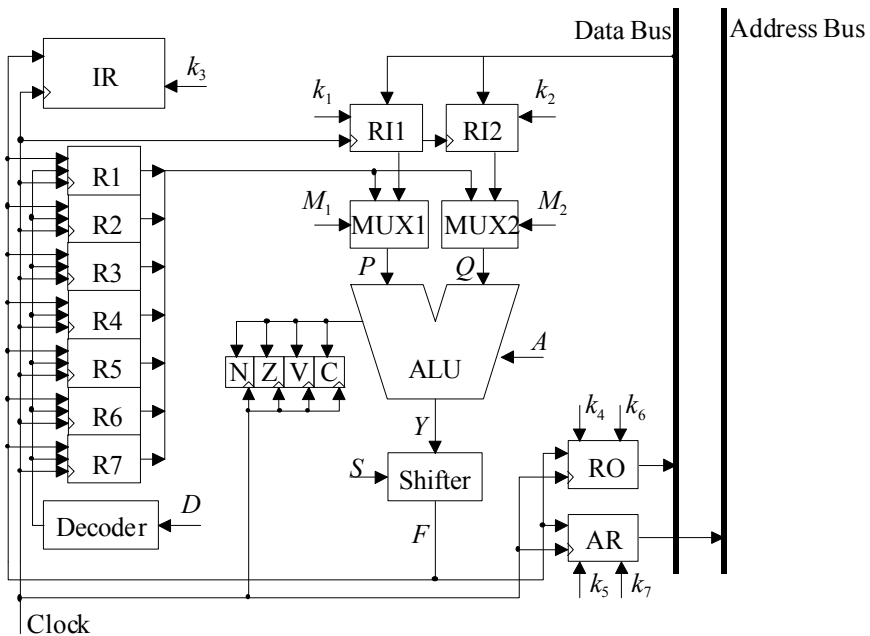 Data Bus
Address Bus
IR
k3
k1
k2
RI1
RI2
R1
M1
MUX1
MUX2
M2
R2
R3
P
Q
R4
R5
N Z V C
ALU
A
R6
Y
k4
k6
R7
S
Shifter
RO
Decoder
D
F
AR
k5
k7
Clock